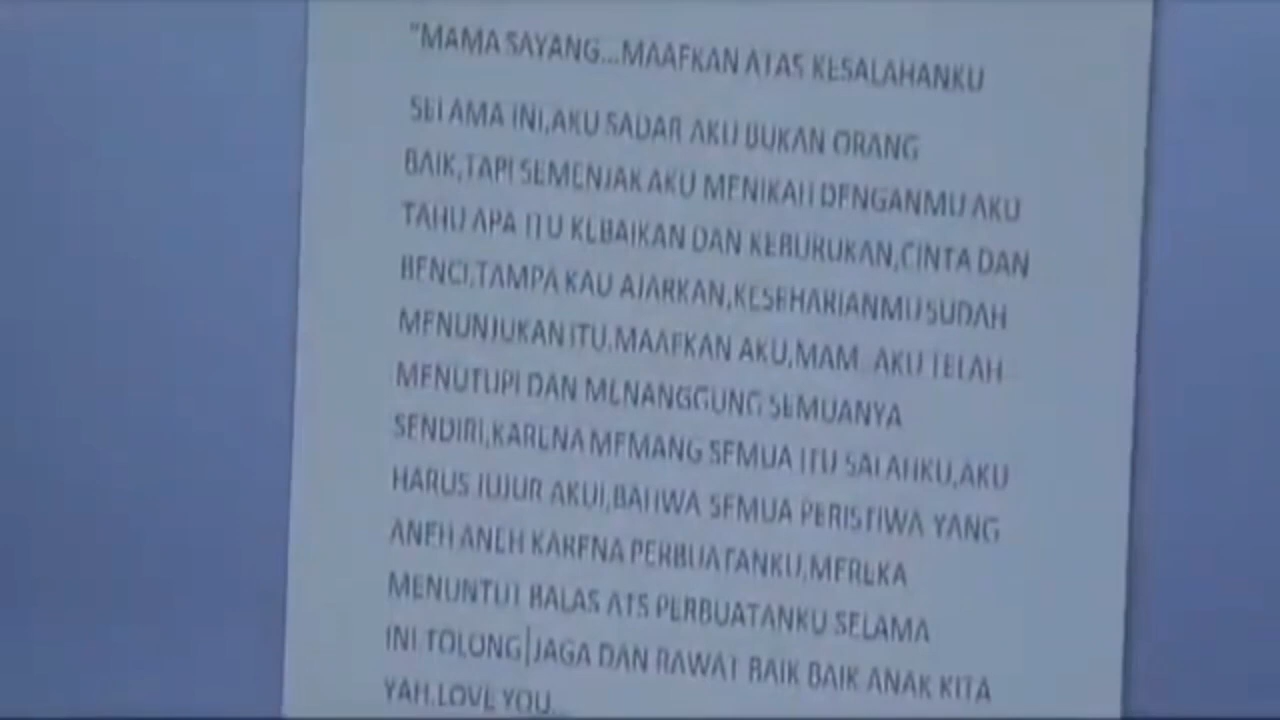 "MAMA SAYANG...MAAFKAN ATAS KESALAHANKU
SELAMA INI,AKU SADAR AKU BUKAN ORANG
BAIK,TAPI SEMENJAK AKU MENIKAH DENGANMU AKU
TAHU APA ITU KEBAIKAN DAN KEBURUKAN,CINTA DAN
BENCI,TAMPA KAU AJARKAN,KESEHARIANMU SUDAH
MENUNJUKAN ITU.MAAFKAN AKU,MAM..AKU TELAH
MENUTUPI DAN MENANGGUNG SEMUANYA
SENDIRI,KARENA MEMANG SEMUA ITU SALAHKU,AKU
HARUS JUJUR AKUI,BAHWA SEMUA PERISTIWA YANG
ANEH ANEH KARENA PERBUATANKU,MEREKA
MENUNTUT BALAS ATS PERBUATANKU SELAMA
INI TOLONG JAGA DAN RAWAT BAIK BAIK ANAK KITA
YAH.LOVE YOU...